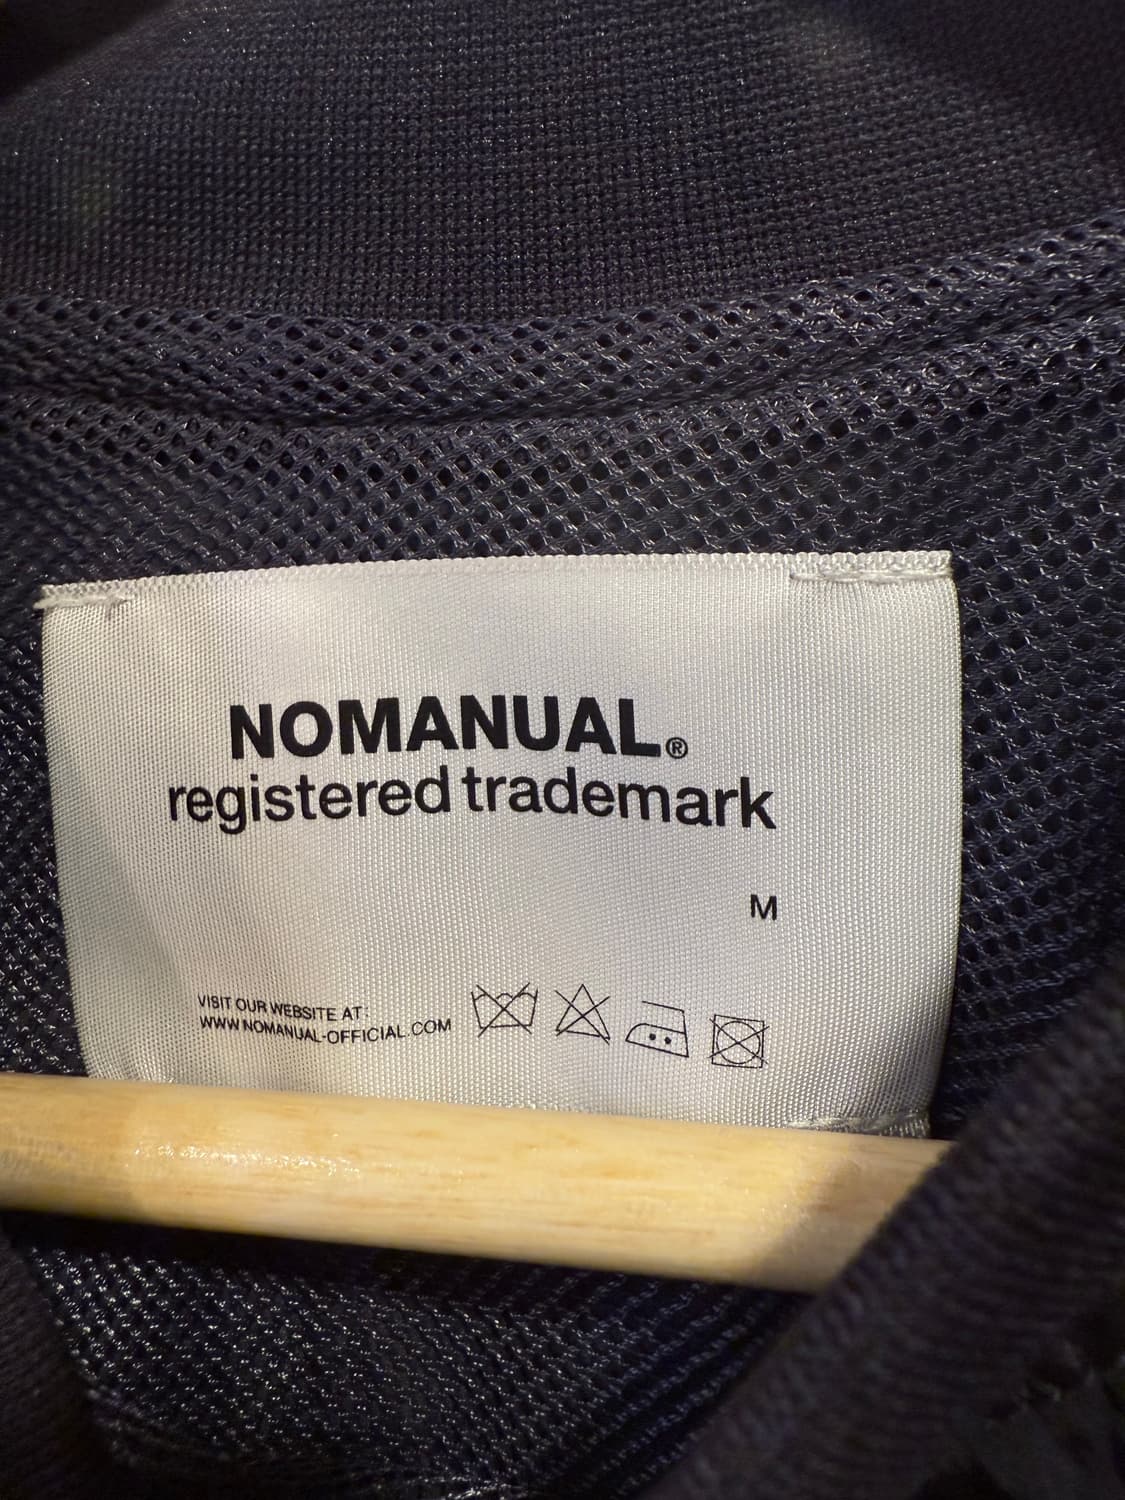 NOMANUAL®
registered trademark
M
VISIT OUR WEBSITE AT:
WWW.NOMANUAL-OFFICIAL.COM